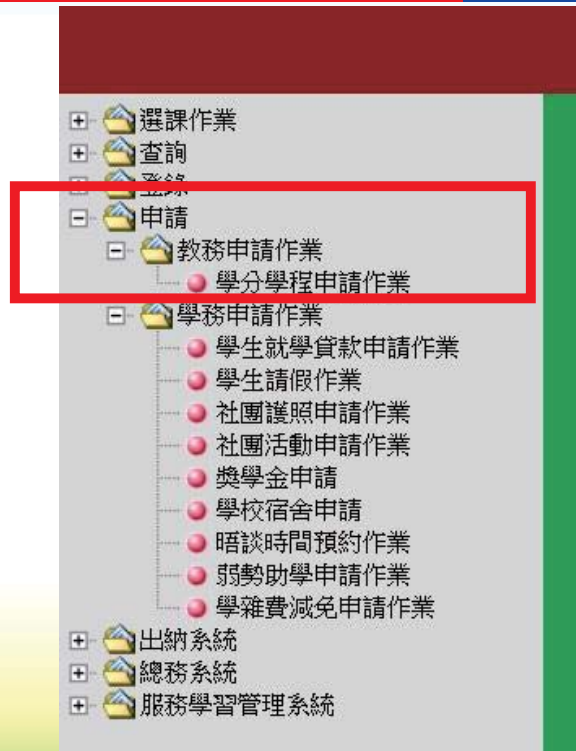 選課作業
查詢
登錄
申請
教務申請作業
學分學程申請作業
學務申請作業
學生就學貸款申請作業
學生請假作業
社團護照申請作業
社團活動申請作業
獎學金申請
學校宿舍申請
晤談時間預約作業
弱勢助學申請作業
學雜費減免申請作業
出納系統
總務系統
服務學習管理系統